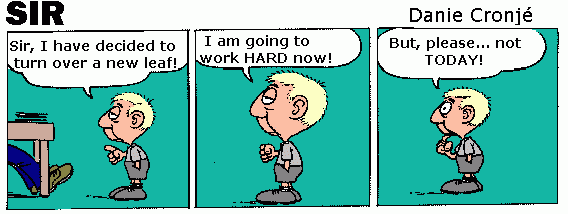 SIR
Danie Cronjé
Sir, I have decided to
turn over a new leaf!
I am going to
work HARD now!
But, please... not
TODAY!